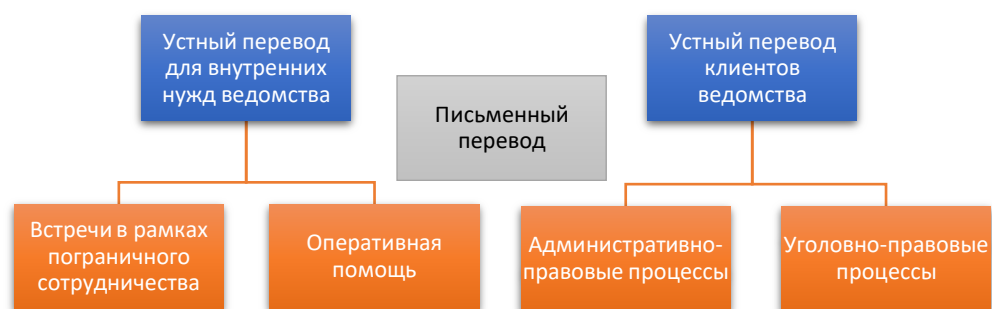 Устный перевод
для внутренних
нужд ведомства
Письменный
перевод
Устный перевод
клиентов
ведомства
Встречи в рамках
пограничного
сотрудничества
Оперативная
помощь
Административно-
правовые процессы
Уголовно-правовые
процессы